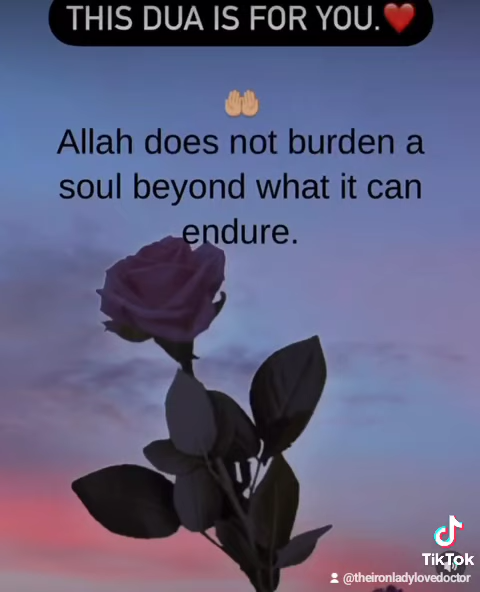 THIS DUA IS FOR YOU.❤️
🤲🏼
Allah does not burden a
soul beyond what it can
endure.
TikTok
@theironladylovedoctor